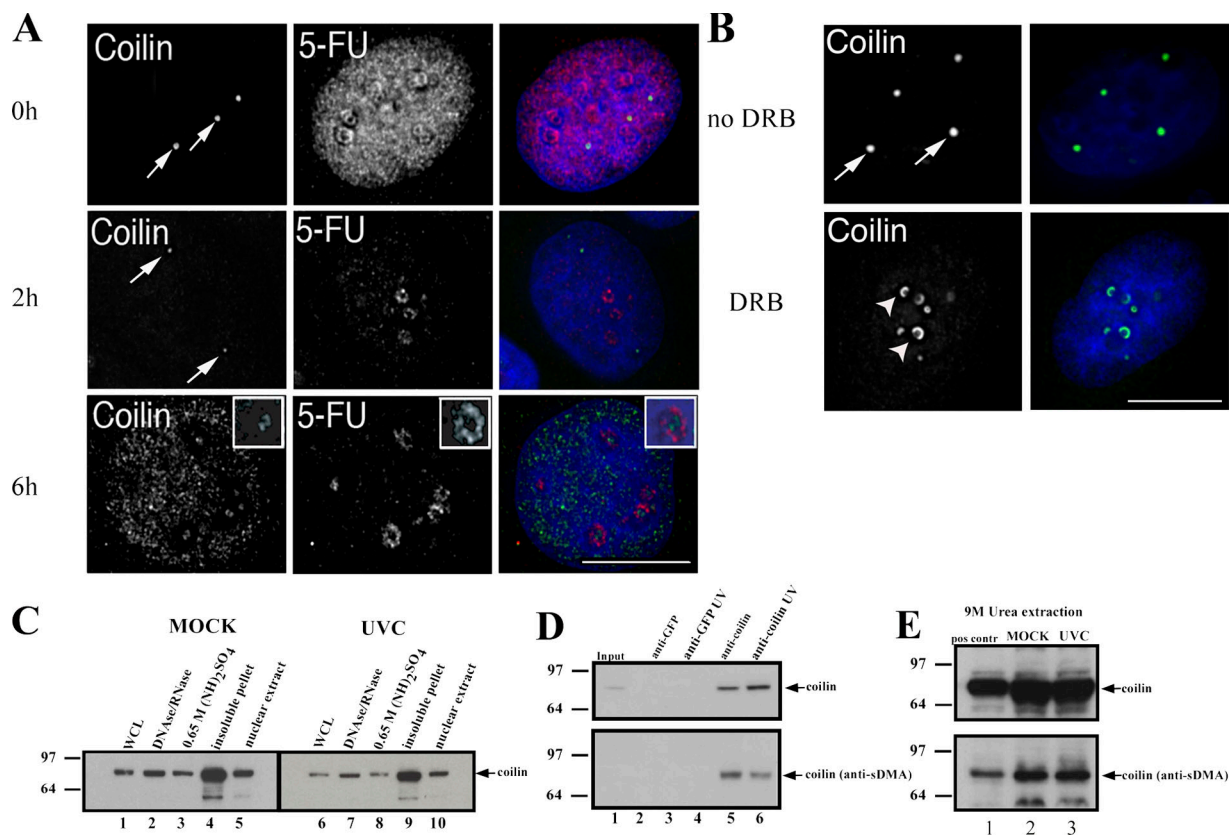 A
B
Coilin
5-FU
Coilin
0h
no DRB
Coilin
5-FU
Coilin
2h
DRB
Coilin
5-FU
6h
C
D
E
MOCK
UVC
WCL
DNAse/RNase
0.65 M (NH)2SO4
insoluble pellet
nuclear extract
WCL
DNAse/RNase
0.65 M (NH)2SO4
insoluble pellet
nuclear extract
97
64
coilin
1 2 3 4 5 6 7 8 9 10
Input
anti-GFP
anti-GFP UV
anti-coilin
anti-coilin UV
97
64
coilin
97
64
coilin (anti-sDMA)
1 2 3 4 5 6
9M Urea extraction
pos contr MOCK UVC
97
64
coilin
97
64
coilin (anti-sDMA)
1 2 3